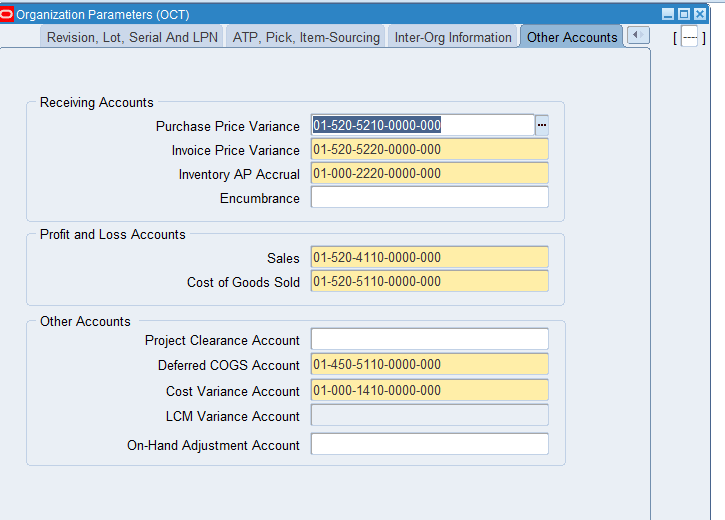 Organization Parameters (OCT)
Revision, Lot, Serial And LPN ATP, Pick, Item-Sourcing Inter-Org Information Other Accounts [ ---- ]
Receiving Accounts
Purchase Price Variance 01-520-5210-0000-000 ...
Invoice Price Variance 01-520-5220-0000-000
Inventory AP Accrual 01-000-2220-0000-000
Encumbrance
Profit and Loss Accounts
Sales 01-520-4110-0000-000
Cost of Goods Sold 01-520-5110-0000-000
Other Accounts
Project Clearance Account
Deferred COGS Account 01-450-5110-0000-000
Cost Variance Account 01-000-1410-0000-000
LCM Variance Account
On-Hand Adjustment Account